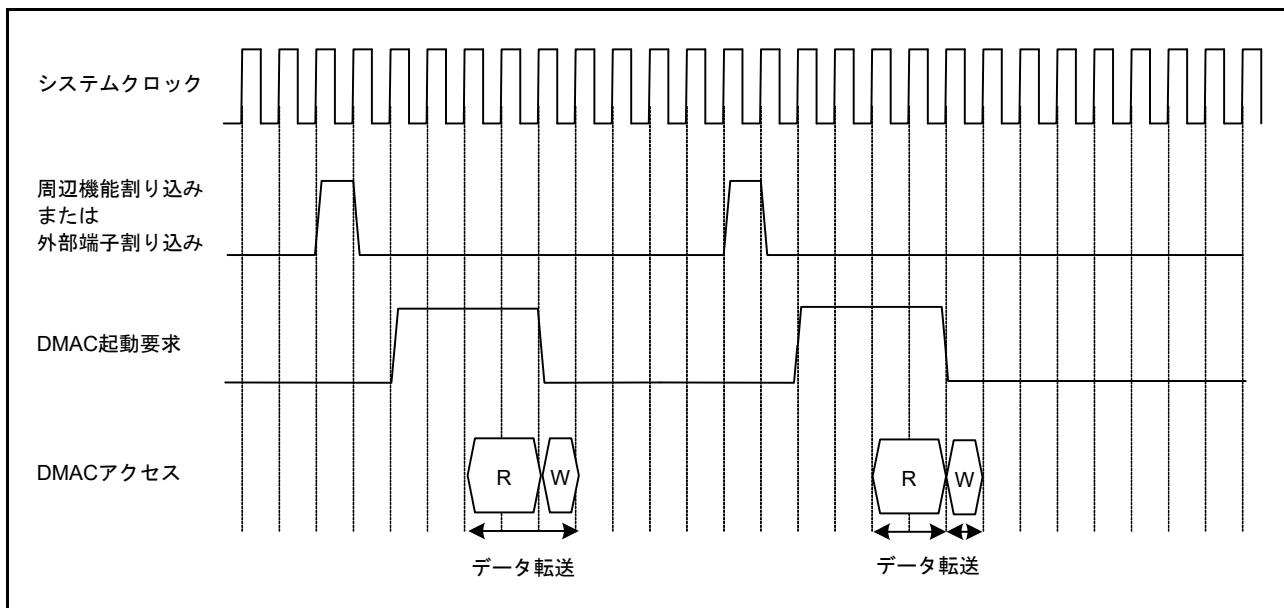 システムクロック
周辺機能割り込み
または
外部端子割り込み
DMAC起動要求
DMACアクセス
R
W
R
W
データ転送
データ転送